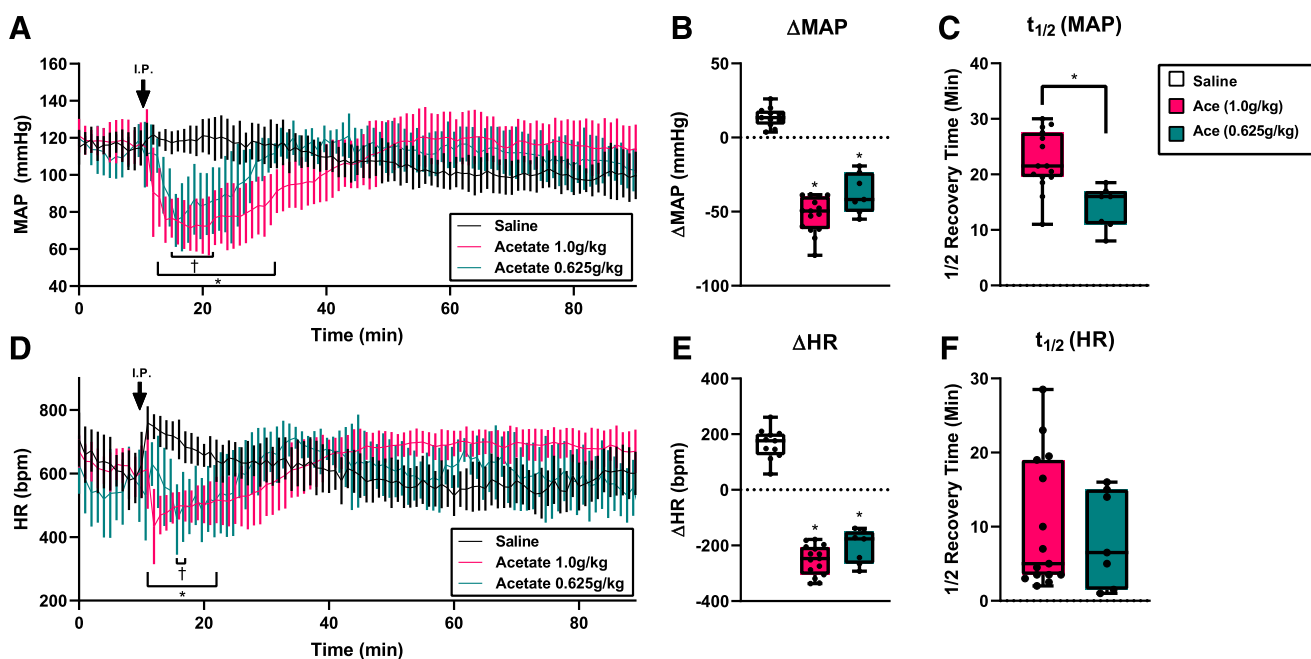 A
I.P.
MAP (mmHg)
160
140
120
100
80
60
40
†
*
Saline
Acetate 1.0g/kg
Acetate 0.625g/kg
0
20
40
60
80
Time (min)
B
ΔMAP
ΔMAP (mmHg)
50
0
-50
-100
*
*
C
t1/2 (MAP)
1/2 Recovery Time (Min)
40
30
20
10
0
*
Saline
Ace (1.0g/kg)
Ace (0.625g/kg)
D
I.P.
HR (bpm)
800
600
400
200
†
*
Saline
Acetate 1.0g/kg
Acetate 0.625g/kg
0
20
40
60
80
Time (min)
E
ΔHR
ΔHR (bpm)
400
200
0
-200
-400
*
*
F
t1/2 (HR)
1/2 Recovery Time (Min)
30
20
10
0